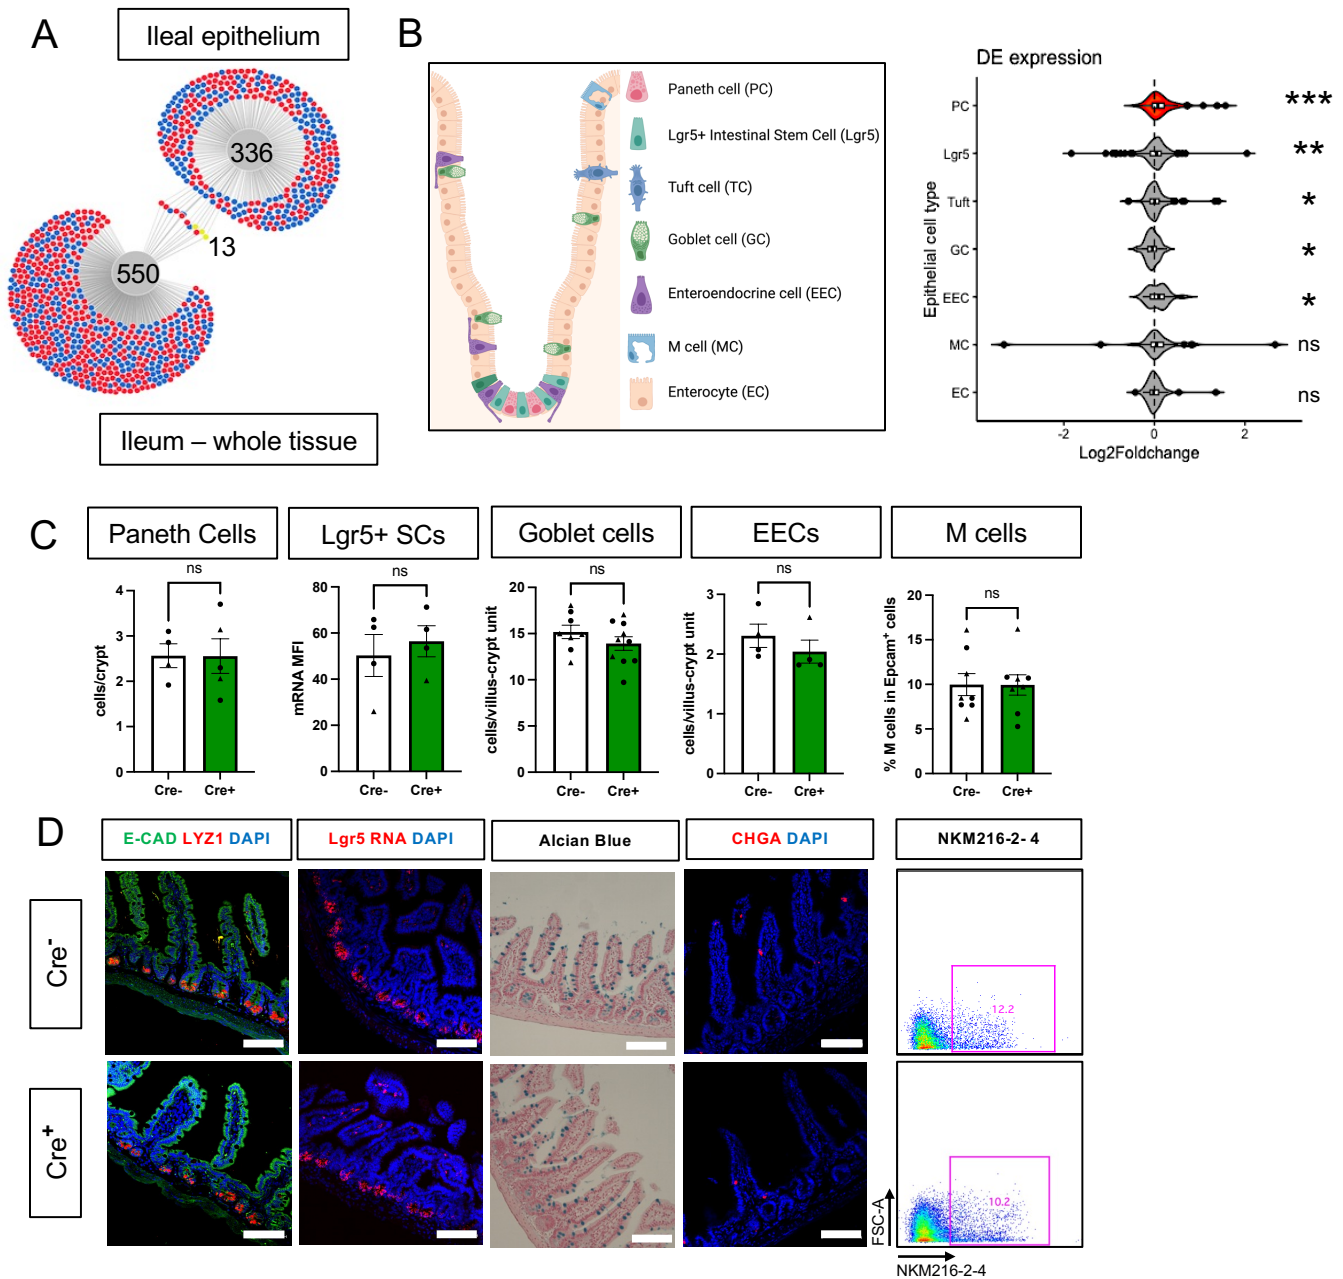 A
Ileal epithelium
336
13
550
Ileum – whole tissue
B
Paneth cell (PC)
Lgr5+ Intestinal Stem Cell (Lgr5)
Tuft cell (TC)
Goblet cell (GC)
Enteroendocrine cell (EEC)
M cell (MC)
Enterocyte (EC)
DE expression
Epithelial cell type
PC
***
Lgr5
**
Tuft
*
GC
*
EEC
*
MC
ns
EC
ns
-2
0
2
Log2Foldchange
C
Paneth Cells
Lgr5+ SCs
Goblet cells
EECs
M cells
ns
cells/crypt
4
3
2
1
0
Cre-
Cre+
ns
mRNA MFI
80
60
40
20
0
Cre-
Cre+
ns
cells/villus-crypt unit
20
15
10
5
0
Cre-
Cre+
ns
cells/villus-crypt unit
3
2
1
0
Cre-
Cre+
ns
% M cells in Epcam+ cells
20
15
10
5
0
Cre-
Cre+
D
E-CAD LYZ1 DAPI
Lgr5 RNA DAPI
Alcian Blue
CHGA DAPI
NKM216-2- 4
Cre-
12.2
Cre+
10.2
FSC-A
NKM216-2-4